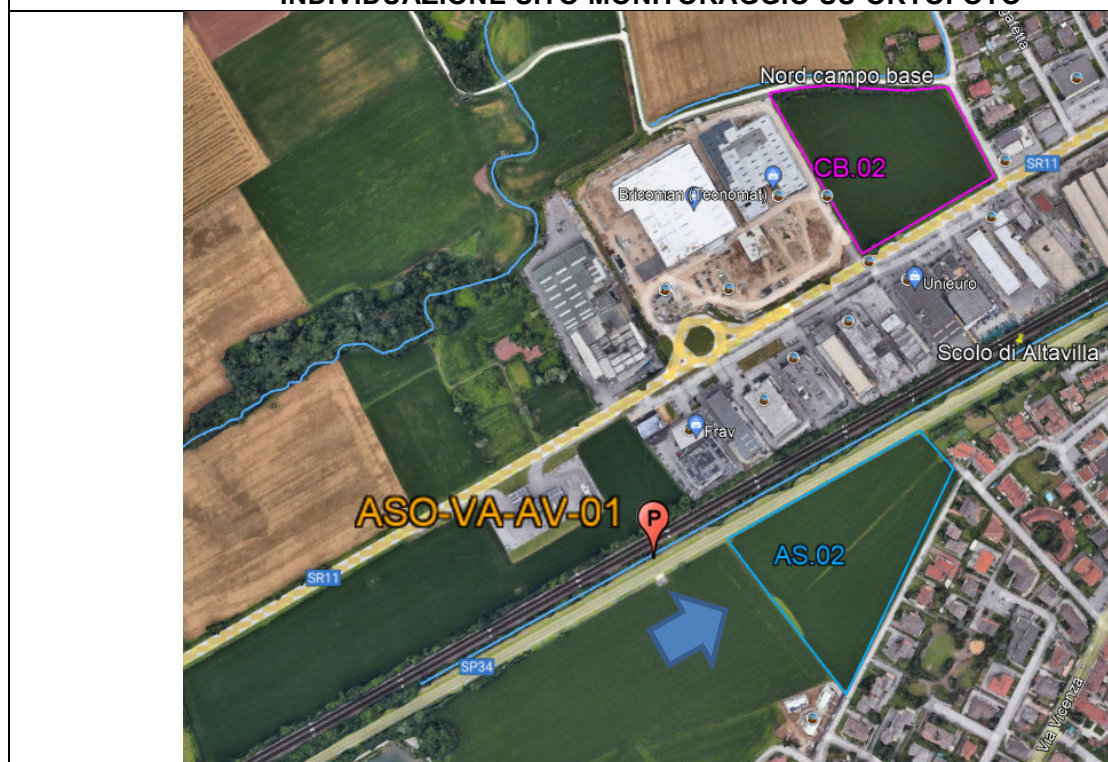 INDIVIDUAZIONE SITO MONITORAGGIO SU ORTOFOTO
Nord campo base
CB.02
SR11
Bricoman (Tecnomat)
Unieuro
Scolo di Altavilla
Frav
ASO-VA-AV-01
P
AS.02
SR11
SP34
Via Vicenza